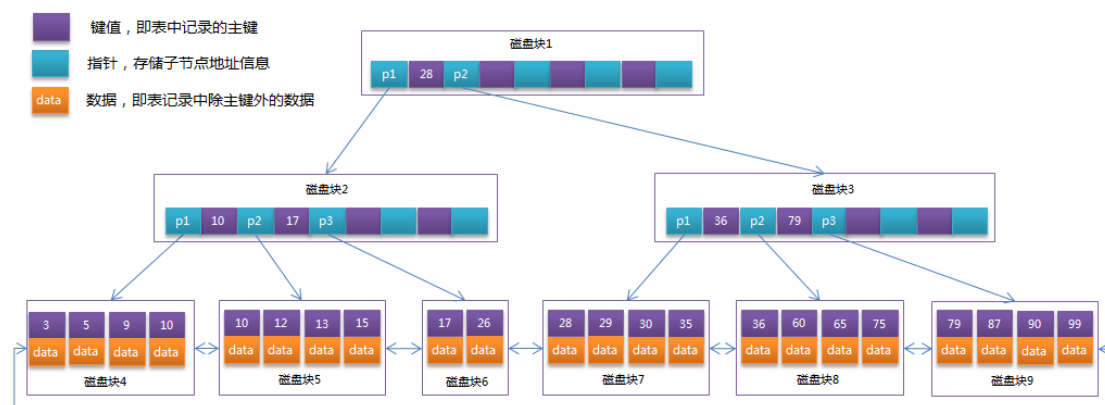 键值，即表中记录的主键
指针，存储子节点地址信息
data 数据，即表记录中除主键外的数据
磁盘块1
p1 28 p2
磁盘块2
p1 10 p2 17 p3
磁盘块3
p1 36 p2 79 p3
3 5 9 10
data data data data
磁盘块4
10 12 13 15
data data data data
磁盘块5
17 26
data data
磁盘块6
28 29 30 35
data data data data
磁盘块7
36 60 65 75
data data data data
磁盘块8
79 87 90 99
data data data data
磁盘块9